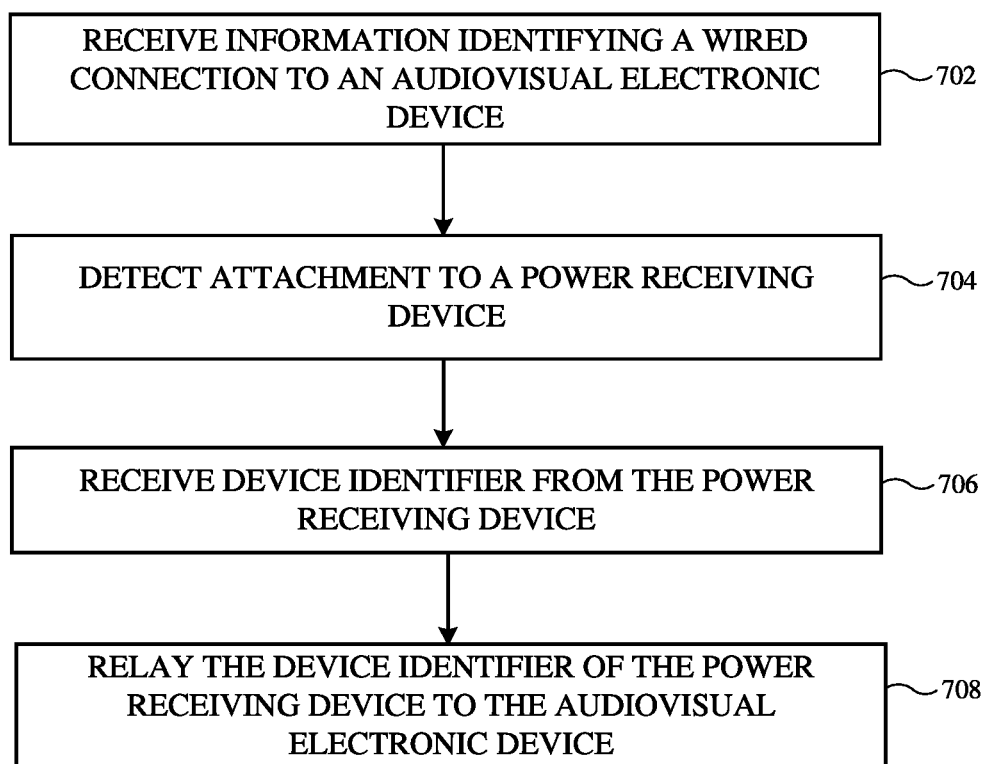 RECEIVE INFORMATION IDENTIFYING A WIRED
CONNECTION TO AN AUDIOVISUAL ELECTRONIC
DEVICE
702
DETECT ATTACHMENT TO A POWER RECEIVING
DEVICE
704
RECEIVE DEVICE IDENTIFIER FROM THE POWER
RECEIVING DEVICE
706
RELAY THE DEVICE IDENTIFIER OF THE POWER
RECEIVING DEVICE TO THE AUDIOVISUAL
ELECTRONIC DEVICE
708